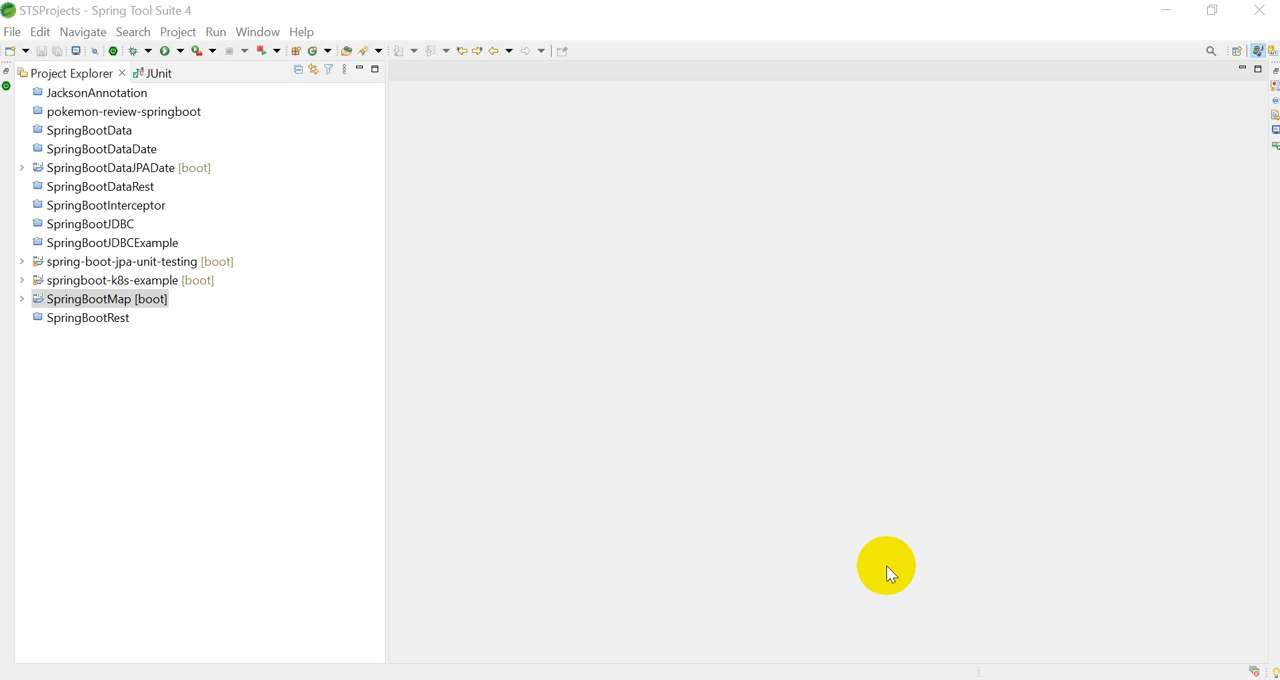 STSProjects - Spring Tool Suite 4
File Edit Navigate Search Project Run Window Help
Project Explorer JUnit
JacksonAnnotation
pokemon-review-springboot
SpringBootData
SpringBootDataDate
SpringBootDataJPADate [boot]
SpringBootDataRest
SpringBootInterceptor
SpringBootJDBC
SpringBootJDBCExample
spring-boot-jpa-unit-testing [boot]
springboot-k8s-example [boot]
SpringBootMap [boot]
SpringBootRest